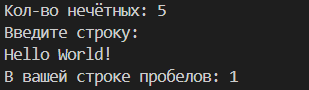 Кол-во нечётных: 5
Введите строку:
Hello World!
В вашей строке пробелов: 1